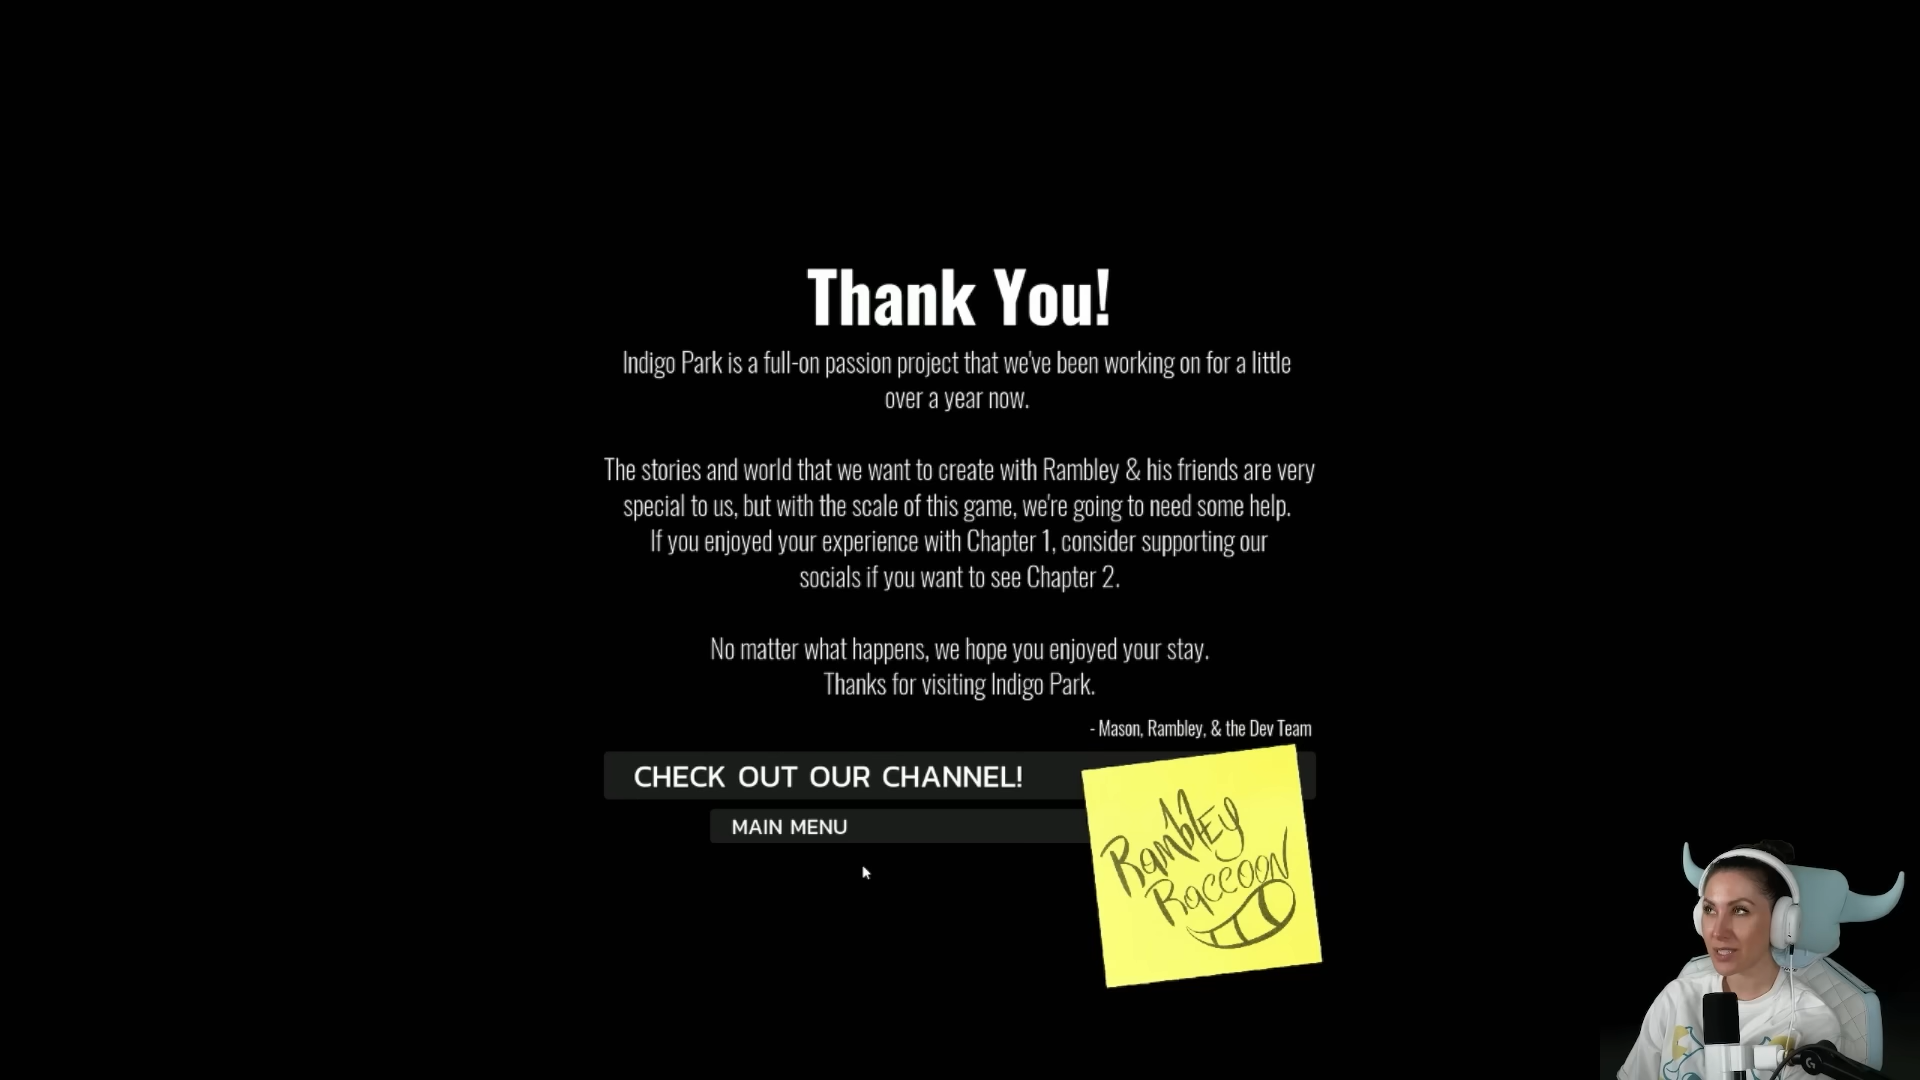 Thank You!
Indigo Park is a full-on passion project that we've been working on for a little
over a year now.
The stories and world that we want to create with Rambley & his friends are very
special to us, but with the scale of this game, we're going to need some help.
If you enjoyed your experience with Chapter 1, consider supporting our
socials if you want to see Chapter 2.
No matter what happens, we hope you enjoyed your stay.
Thanks for visiting Indigo Park.
- Mason, Rambley, & the Dev Team
CHECK OUT OUR CHANNEL!
MAIN MENU
RambLEy
Raccoon